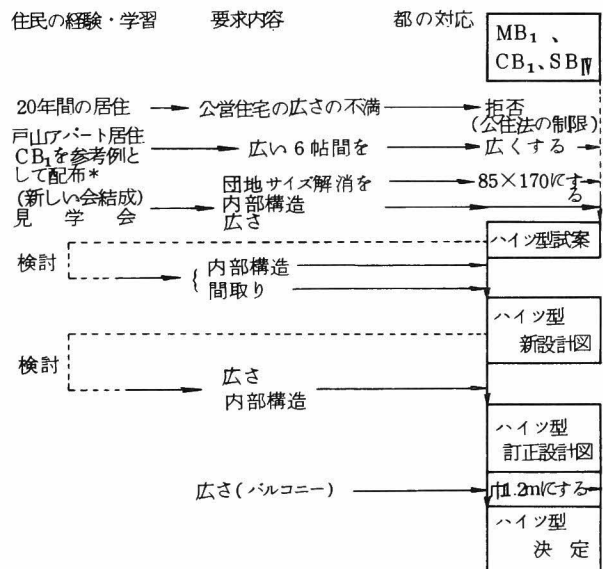 住民の経験・学習 要求内容 都の対応
MB₁、
CB₁、SBⅣ
20年間の居住 公営住宅の広さの不満 拒否
(公住法の制限)
戸山アパート居住
CB₁を参考例と
して配布*
広い6帖間を 広くする
(新しい会結成)
団地サイズ解消を 85×170にする
見学会 内部構造
広さ
ハイツ型試案
検討
内部構造
間取り
ハイツ型
新設計図
検討
広さ
内部構造
ハイツ型
訂正設計図
広さ(バルコニー) 巾1.2mにする
ハイツ型
決定